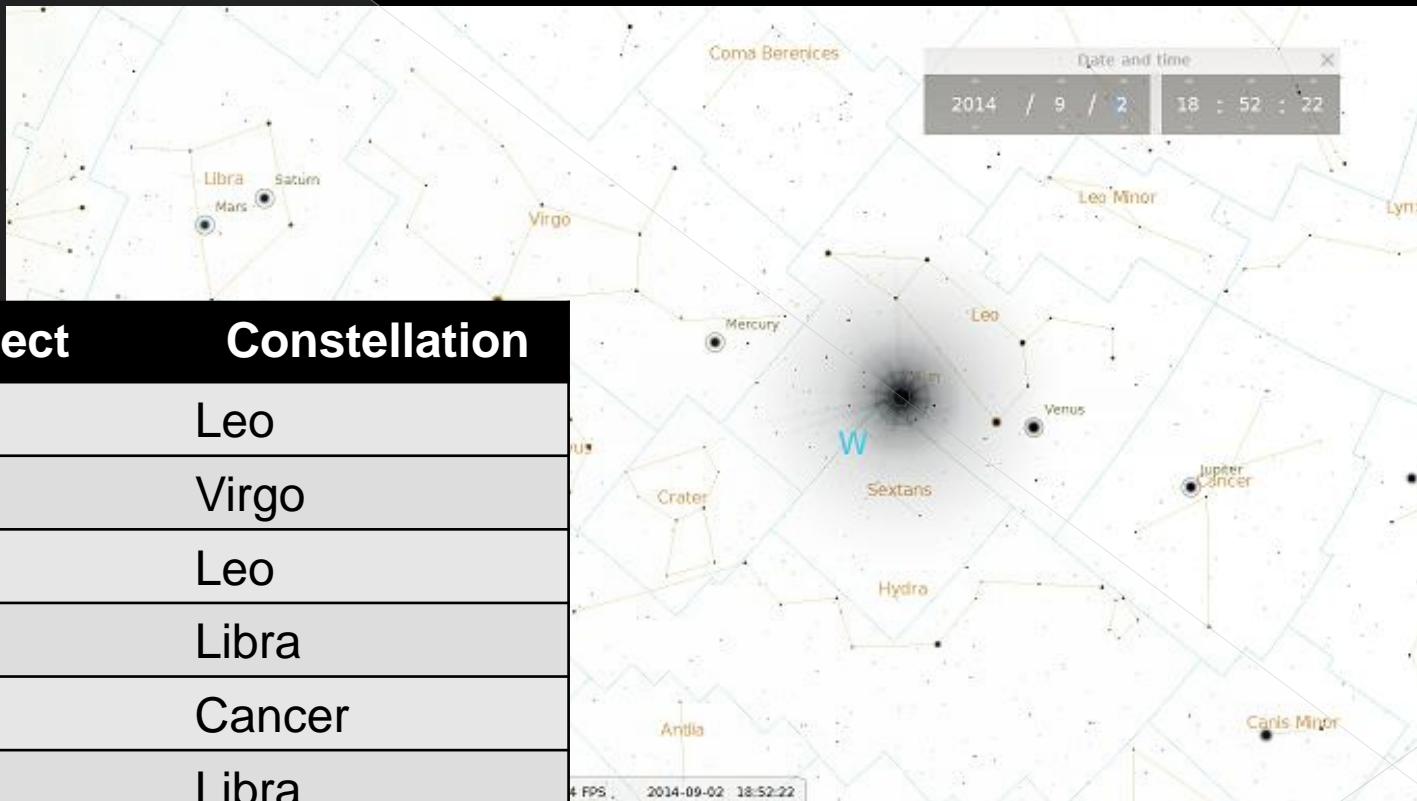 Coma Berenices
Date and time
2014 / 9 / 2 18 : 52 : 22
Libra
Saturn
Mars
Virgo
Leo Minor
Mercury
Leo
Venus
W
Jupiter
Cancer
Crater
Sextans
Hydra
Antlia
Canis Minor
FPS 2014-09-02 18:52:22
Constellation
Leo
Virgo
Leo
Libra
Cancer
Libra